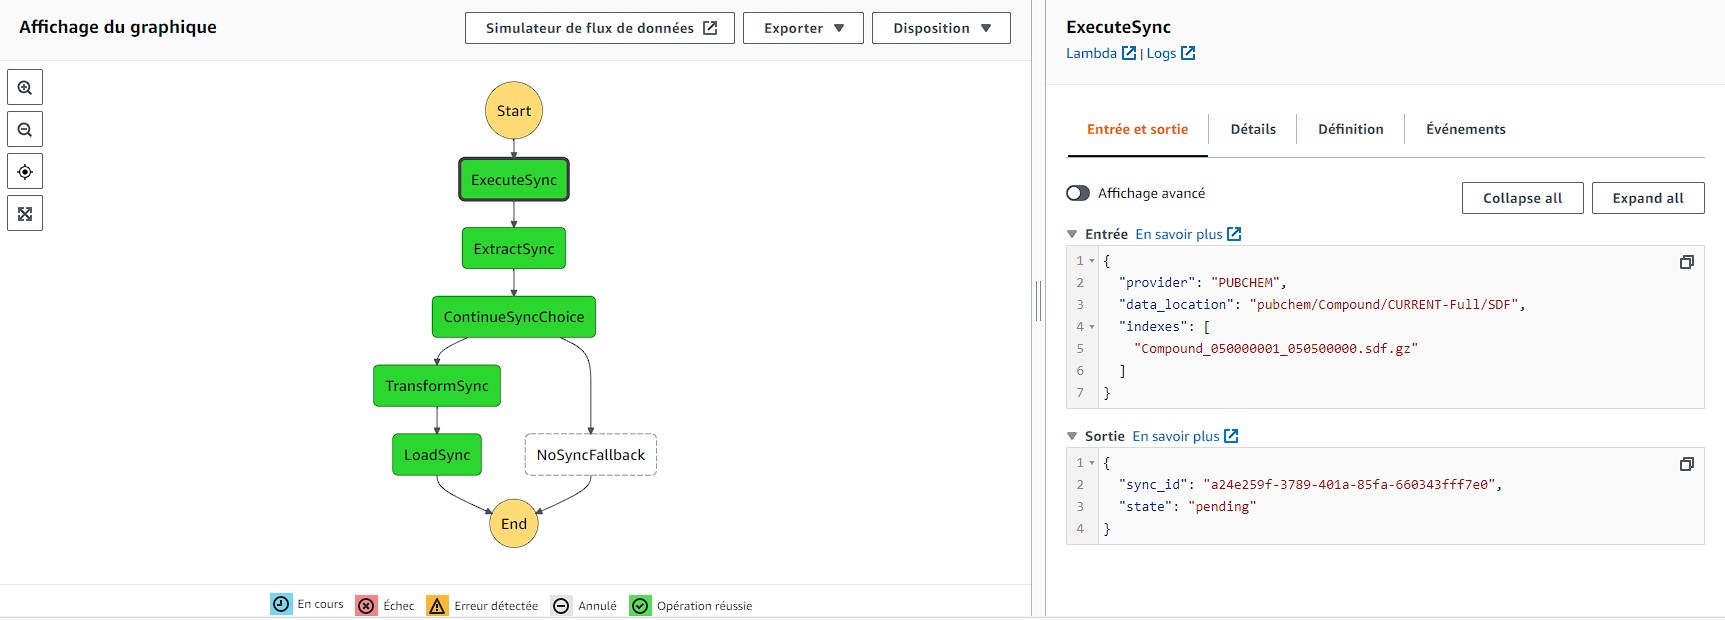 Affichage du graphique
Simulateur de flux de données
Exporter
Disposition
Start
ExecuteSync
ExtractSync
ContinueSyncChoice
TransformSync
LoadSync
NoSyncFallback
End
En cours
Échec
Erreur détectée
Annulé
Opération réussie
ExecuteSync
Lambda | Logs
Entrée et sortie
Détails
Définition
Événements
Affichage avancé
Collapse all
Expand all
Entrée En savoir plus
1 {
2 "provider": "PUBCHEM",
3 "data_location": "pubchem/Compound/CURRENT-Full/SDF",
4 "indexes": [
5 "Compound_050000001_050500000.sdf.gz"
6 ]
7 }
Sortie En savoir plus
1 {
2 "sync_id": "a24e259f-3789-401a-85fa-660343fff7e0",
3 "state": "pending"
4 }